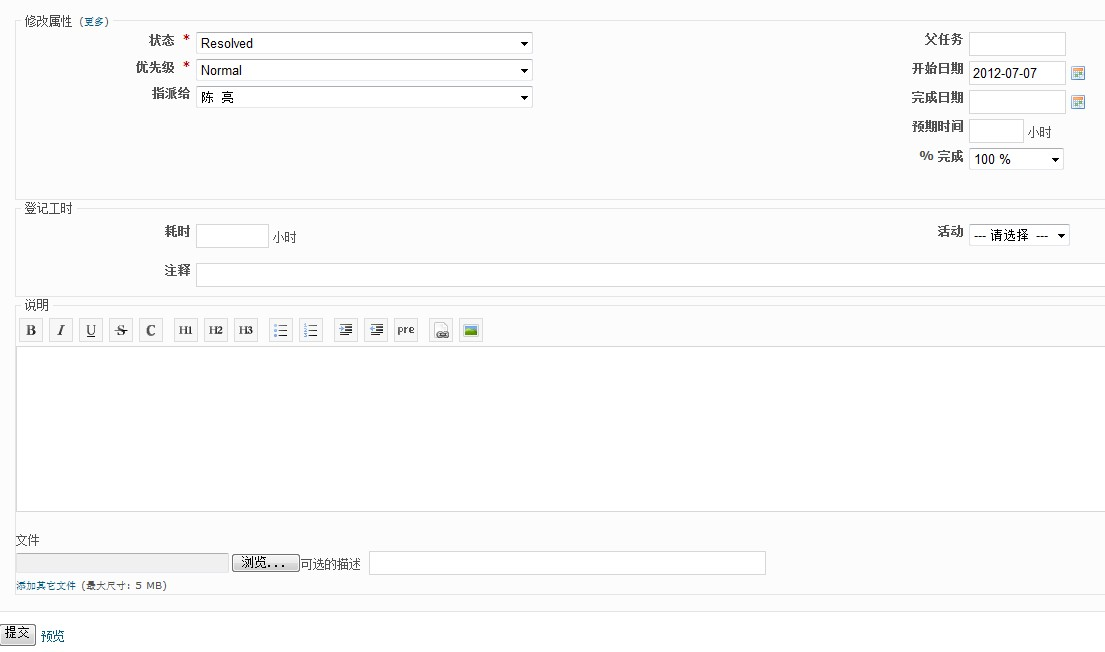 修改属性 (更多)
状态 * Resolved 父任务
优先级 * Normal 开始日期 2012-07-07
指派给 陈 亮 完成日期
预期时间 小时
% 完成 100 %
登记工时
耗时 小时 活动 --- 请选择 ---
注释
说明
B I U S C H1 H2 H3 pre
文件
浏览... 可选的描述
添加其它文件 (最大尺寸: 5 MB)
提交 预览